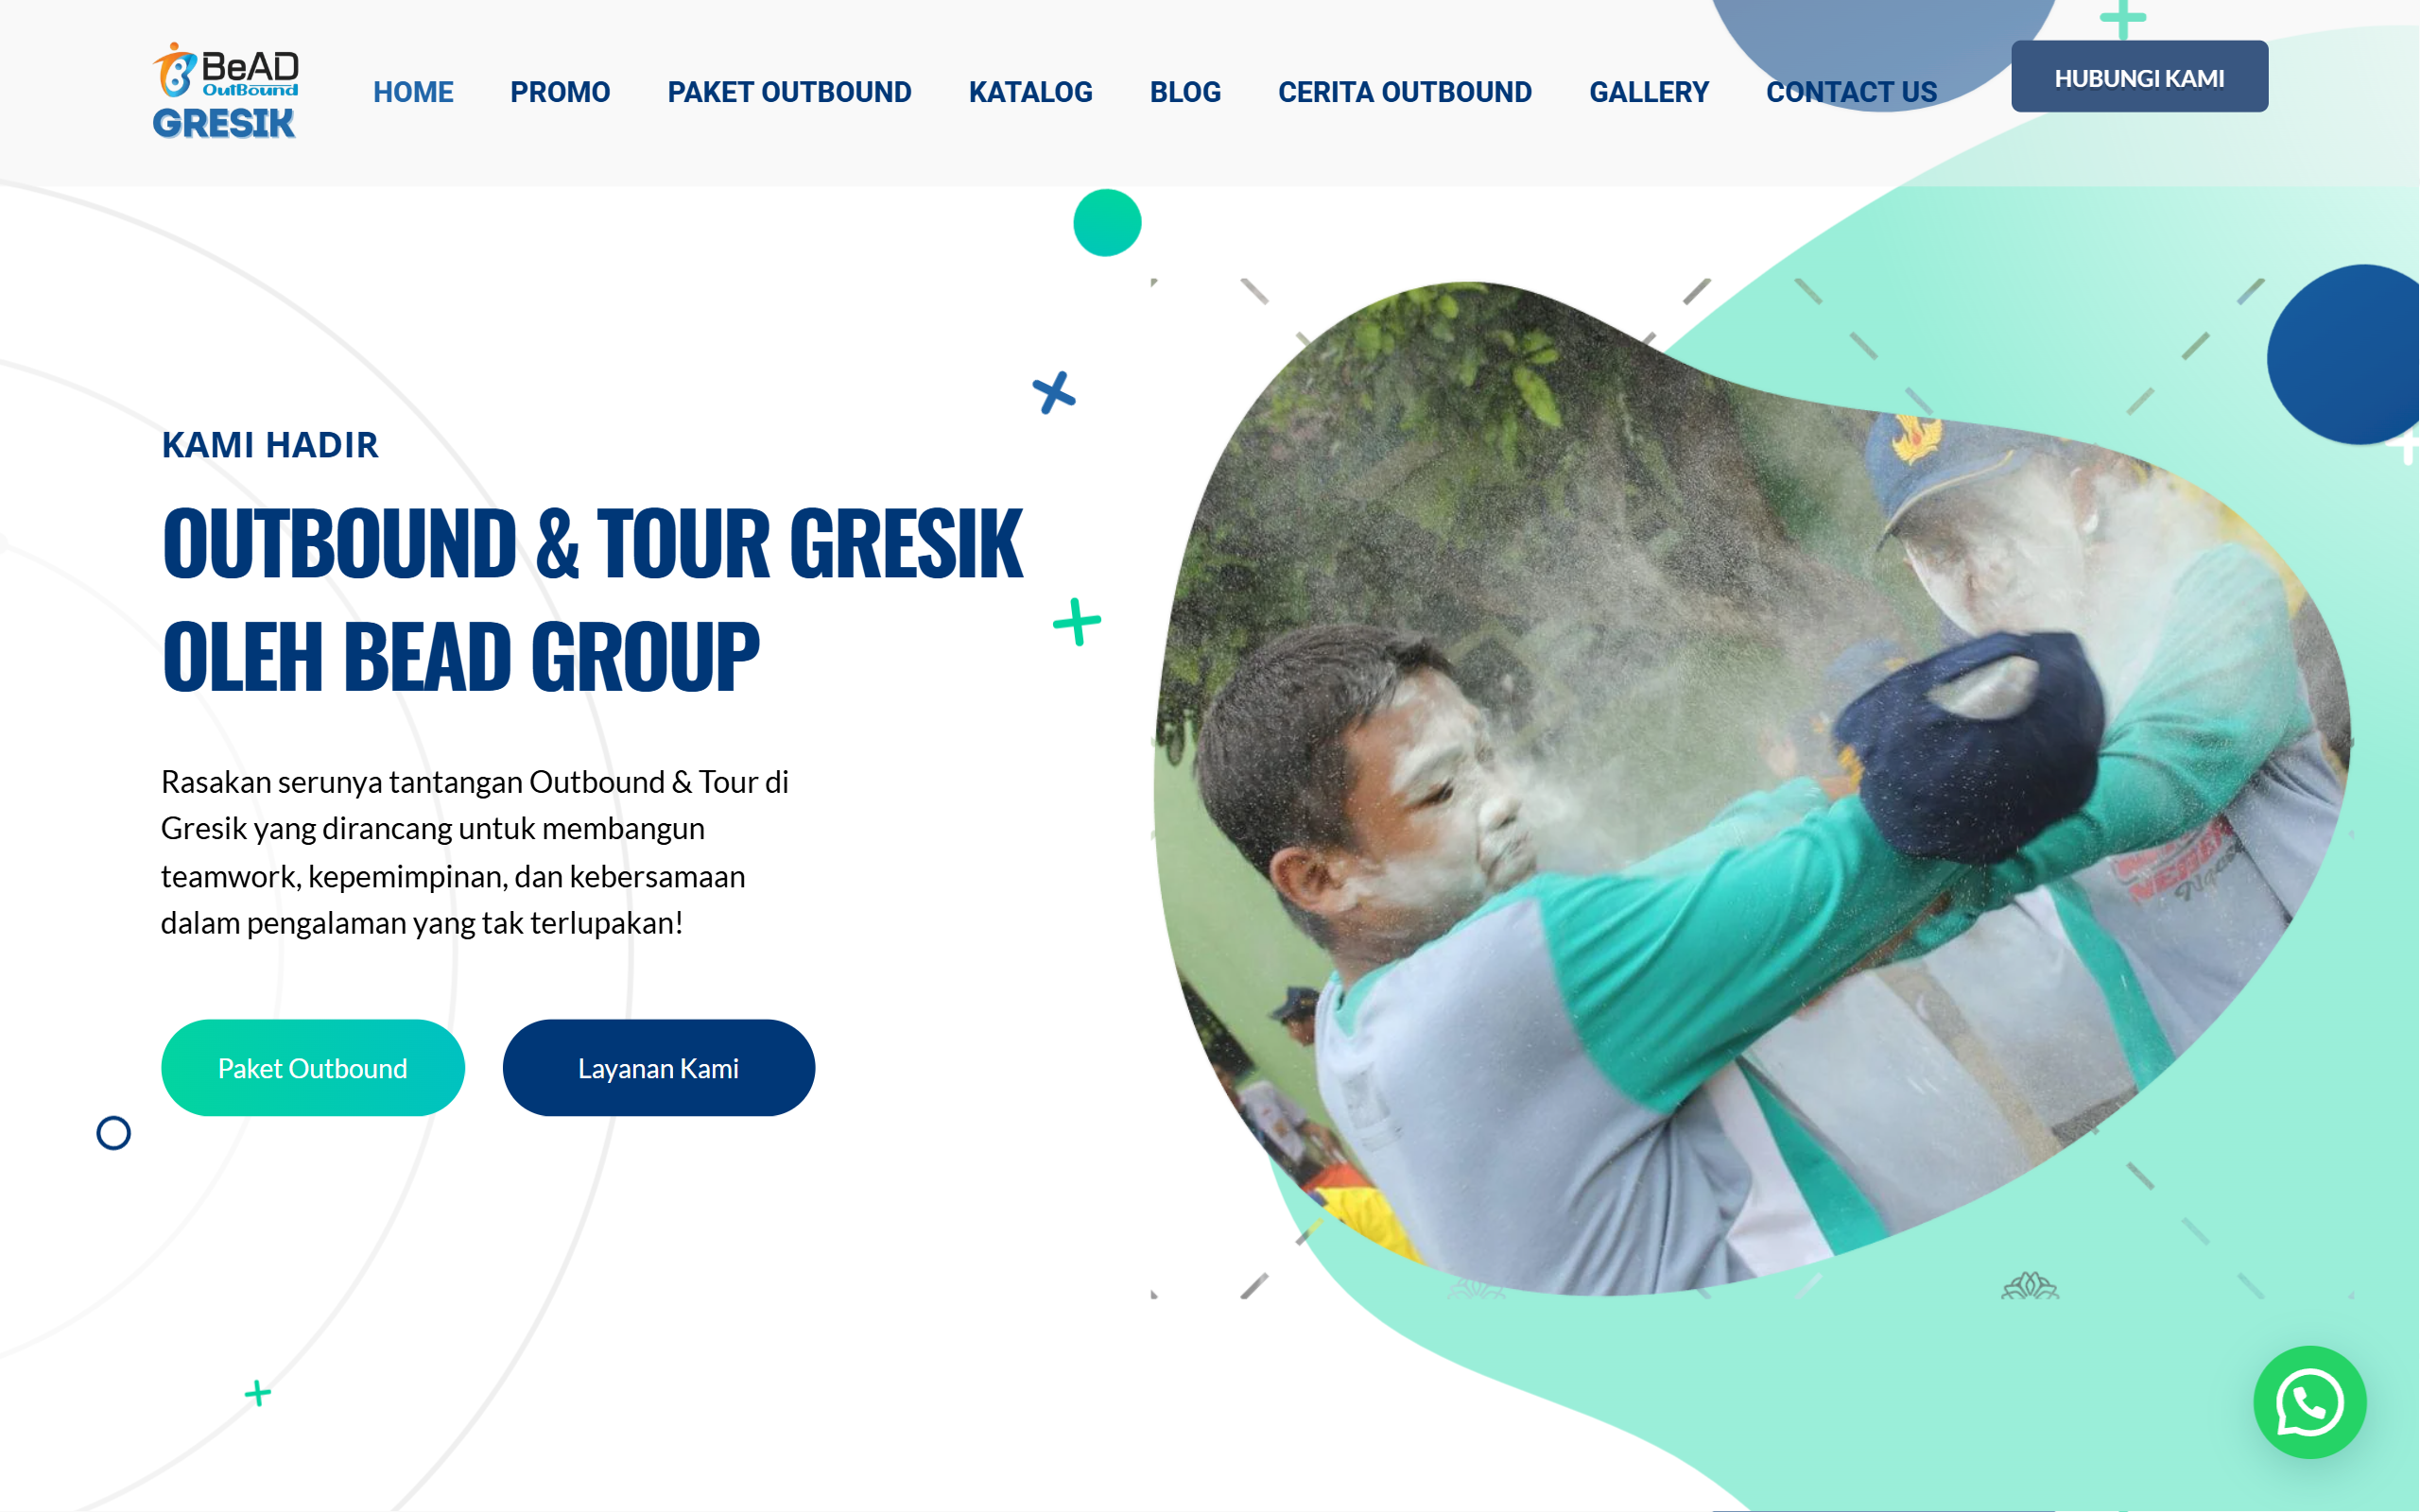 BeAD
OutBound
GRESIK
HOME
PROMO
PAKET OUTBOUND
KATALOG
BLOG
CERITA OUTBOUND
GALLERY
CONTACT US
HUBUNGI KAMI
KAMI HADIR
OUTBOUND & TOUR GRESIK
OLEH BEAD GROUP
Rasakan serunya tantangan Outbound & Tour di
Gresik yang dirancang untuk membangun
teamwork, kepemimpinan, dan kebersamaan
dalam pengalaman yang tak terlupakan!
Paket Outbound
Layanan Kami